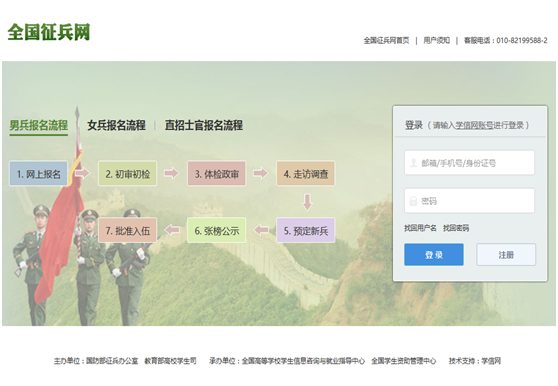 全国征兵网
全国征兵网首页 | 用户须知 | 客服电话：010-82199588-2
男兵报名流程 女兵报名流程 | 直招士官报名流程
1. 网上报名 2. 初审初检 3. 体检政审 4. 走访调查
7. 批准入伍 6. 张榜公示 5. 预定新兵
登录（请输入学信网账号进行登录）
邮箱/手机号/身份证号
密码
找回用户名 找回密码
登 录 注册
主办单位：国防部征兵办公室 教育部高校学生司 承办单位：全国高等学校学生信息咨询与就业指导中心 全国学生资助管理中心 技术支持：学信网